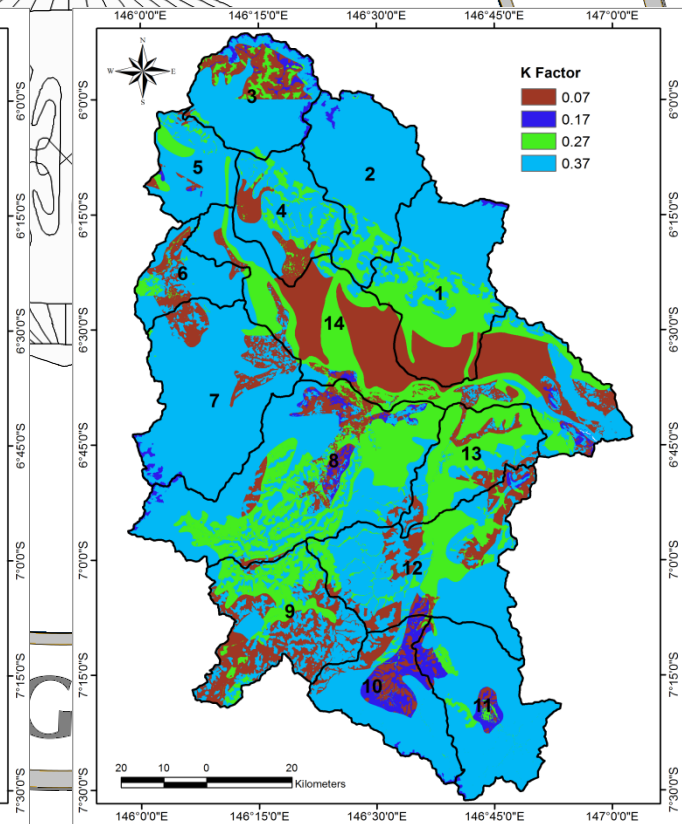 146°0'0"E 146°15'0"E 146°30'0"E 146°45'0"E 147°0'0"E
N
W E
S
K Factor
0.07
0.17
0.27
0.37
6°0'0"S 6°0'0"S
6°15'0"S 6°15'0"S
6°30'0"S 6°30'0"S
6°45'0"S 6°45'0"S
7°0'0"S 7°0'0"S
7°15'0"S 7°15'0"S
7°30'0"S 7°30'0"S
3
2
5
4
6
1
14
7
13
8
12
9
10
11
G
20 10 0 20
Kilometers
146°0'0"E 146°15'0"E 146°30'0"E 146°45'0"E 147°0'0"E